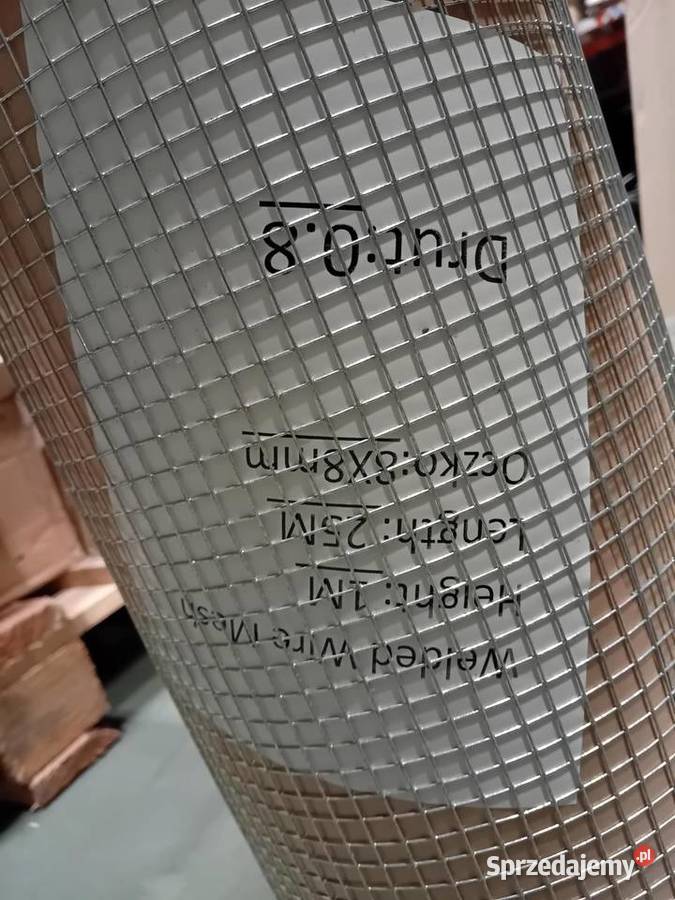 Welded Wire Mesh
Height: 1M
Length: 25M
Oczko:8X8mm
Drut:0.8
Sprzedajemy.pl